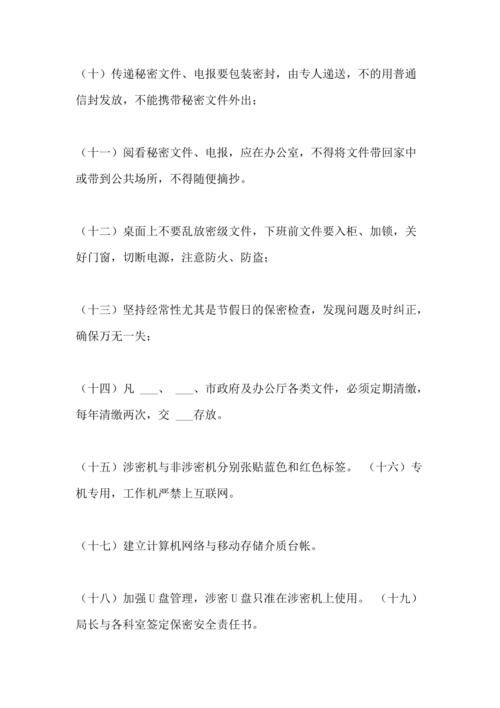 （十）传递秘密文件、电报要包装密封，由专人递送，不的用普通
信封发放，不能携带秘密文件外出；
（十一）阅看秘密文件、电报，应在办公室，不得将文件带回家中
或带到公共场所，不得随便摘抄。
（十二）桌面上不要乱放密级文件，下班前文件要入柜、加锁，关
好门窗，切断电源，注意防火、防盗；
（十三）坚持经常性尤其是节假日的保密检查，发现问题及时纠正，
确保万无一失；
（十四）凡 ___、 ___、市政府及办公厅各类文件，必须定期清缴，
每年清缴两次，交 ___存放。
（十五）涉密机与非涉密机分别张贴蓝色和红色标签。 （十六）专
机专用，工作机严禁上互联网。
（十七）建立计算机网络与移动存储介质台帐。
（十八）加强U盘管理，涉密U盘只准在涉密机上使用。 （十九）
局长与各科室签定保密安全责任书。